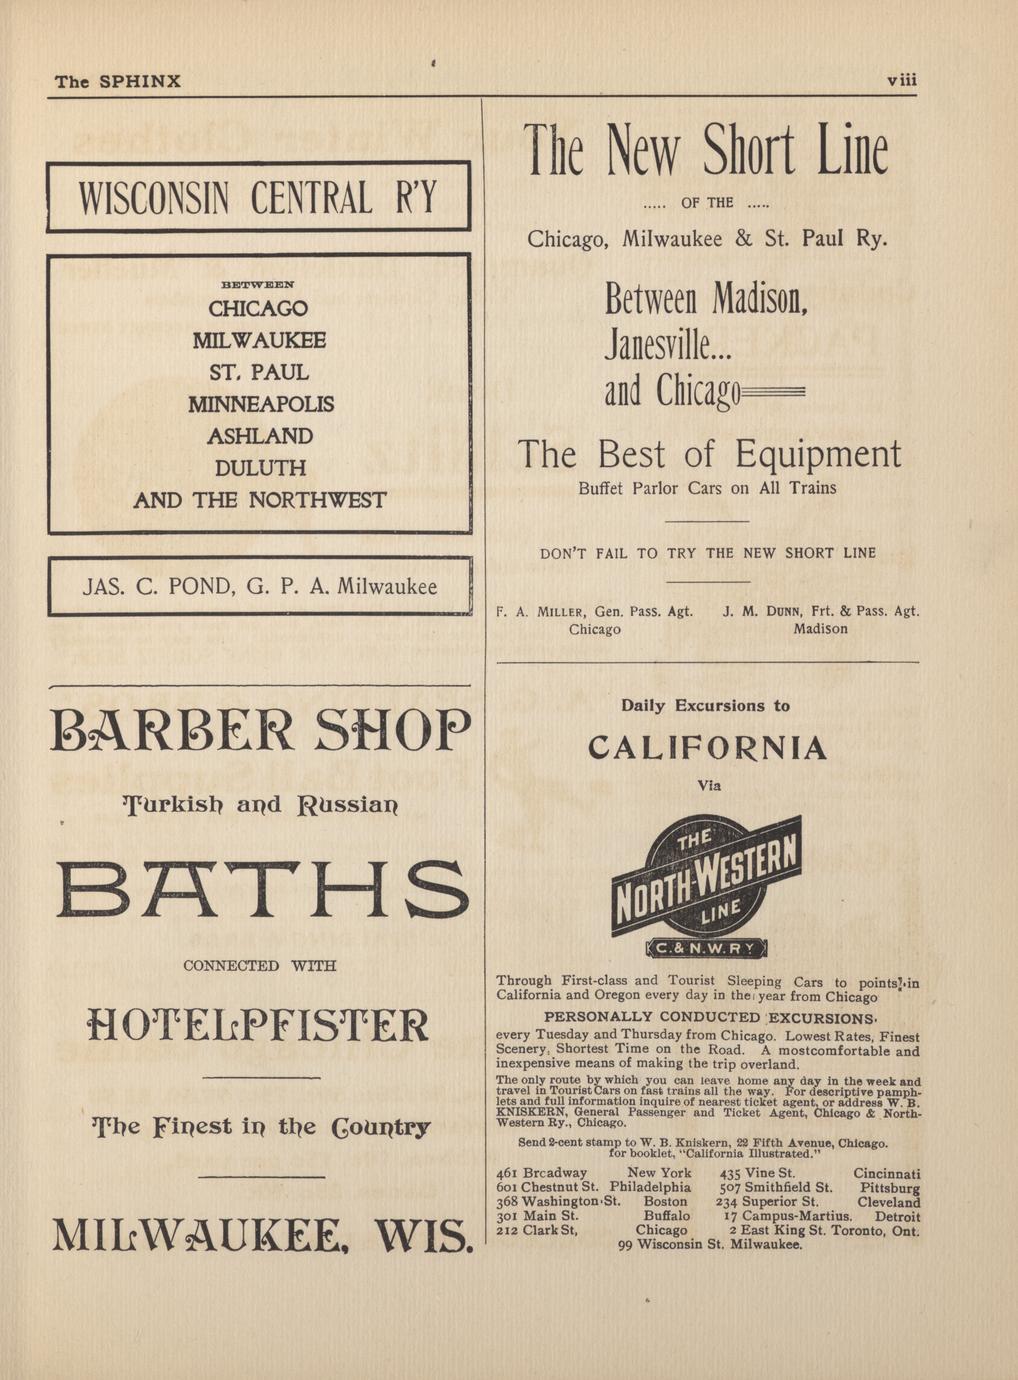 The SPHINX
viii
WISCONSIN CENTRAL R'Y
BETWEEN
CHICAGO
MILWAUKEE
ST. PAUL
MINNEAPOLIS
ASHLAND
DULUTH
AND THE NORTHWEST
JAS. C. POND, G. P. A. Milwaukee
BARBER SHOP
Turkish and Russian
BATHS
CONNECTED WITH
HOTEL PFISTER
The Finest in the Country
MILWAUKEE, WIS.
The New Short Line
..... OF THE .....
Chicago, Milwaukee & St. Paul Ry.
Between Madison,
Janesville...
and Chicago
The Best of Equipment
Buffet Parlor Cars on All Trains
DON'T FAIL TO TRY THE NEW SHORT LINE
F. A. MILLER, Gen. Pass. Agt. J. M. DUNN, Frt. & Pass. Agt.
Chicago Madison
Daily Excursions to
CALIFORNIA
Via
THE
NORTH-WESTERN
LINE
C. & N. W. RY
Through First-class and Tourist Sleeping Cars to points in
California and Oregon every day in the year from Chicago
PERSONALLY CONDUCTED EXCURSIONS.
every Tuesday and Thursday from Chicago. Lowest Rates, Finest
Scenery, Shortest Time on the Road. A mostcomfortable and
inexpensive means of making the trip overland.
The only route by which you can leave home any day in the week and
travel in Tourist Cars on fast trains all the way. For descriptive pamph-
lets and full information inquire of nearest ticket agent, or address W. B.
KNISKERN, General Passenger and Ticket Agent, Chicago & North-
Western Ry., Chicago.
Send 2-cent stamp to W. B. Kniskern, 22 Fifth Avenue, Chicago.
for booklet, "California Illustrated."
461 Broadway New York 435 Vine St. Cincinnati
601 Chestnut St. Philadelphia 507 Smithfield St. Pittsburg
368 Washington St. Boston 234 Superior St. Cleveland
301 Main St. Buffalo 17 Campus-Martius. Detroit
212 Clark St, Chicago 2 East King St. Toronto, Ont.
99 Wisconsin St. Milwaukee.